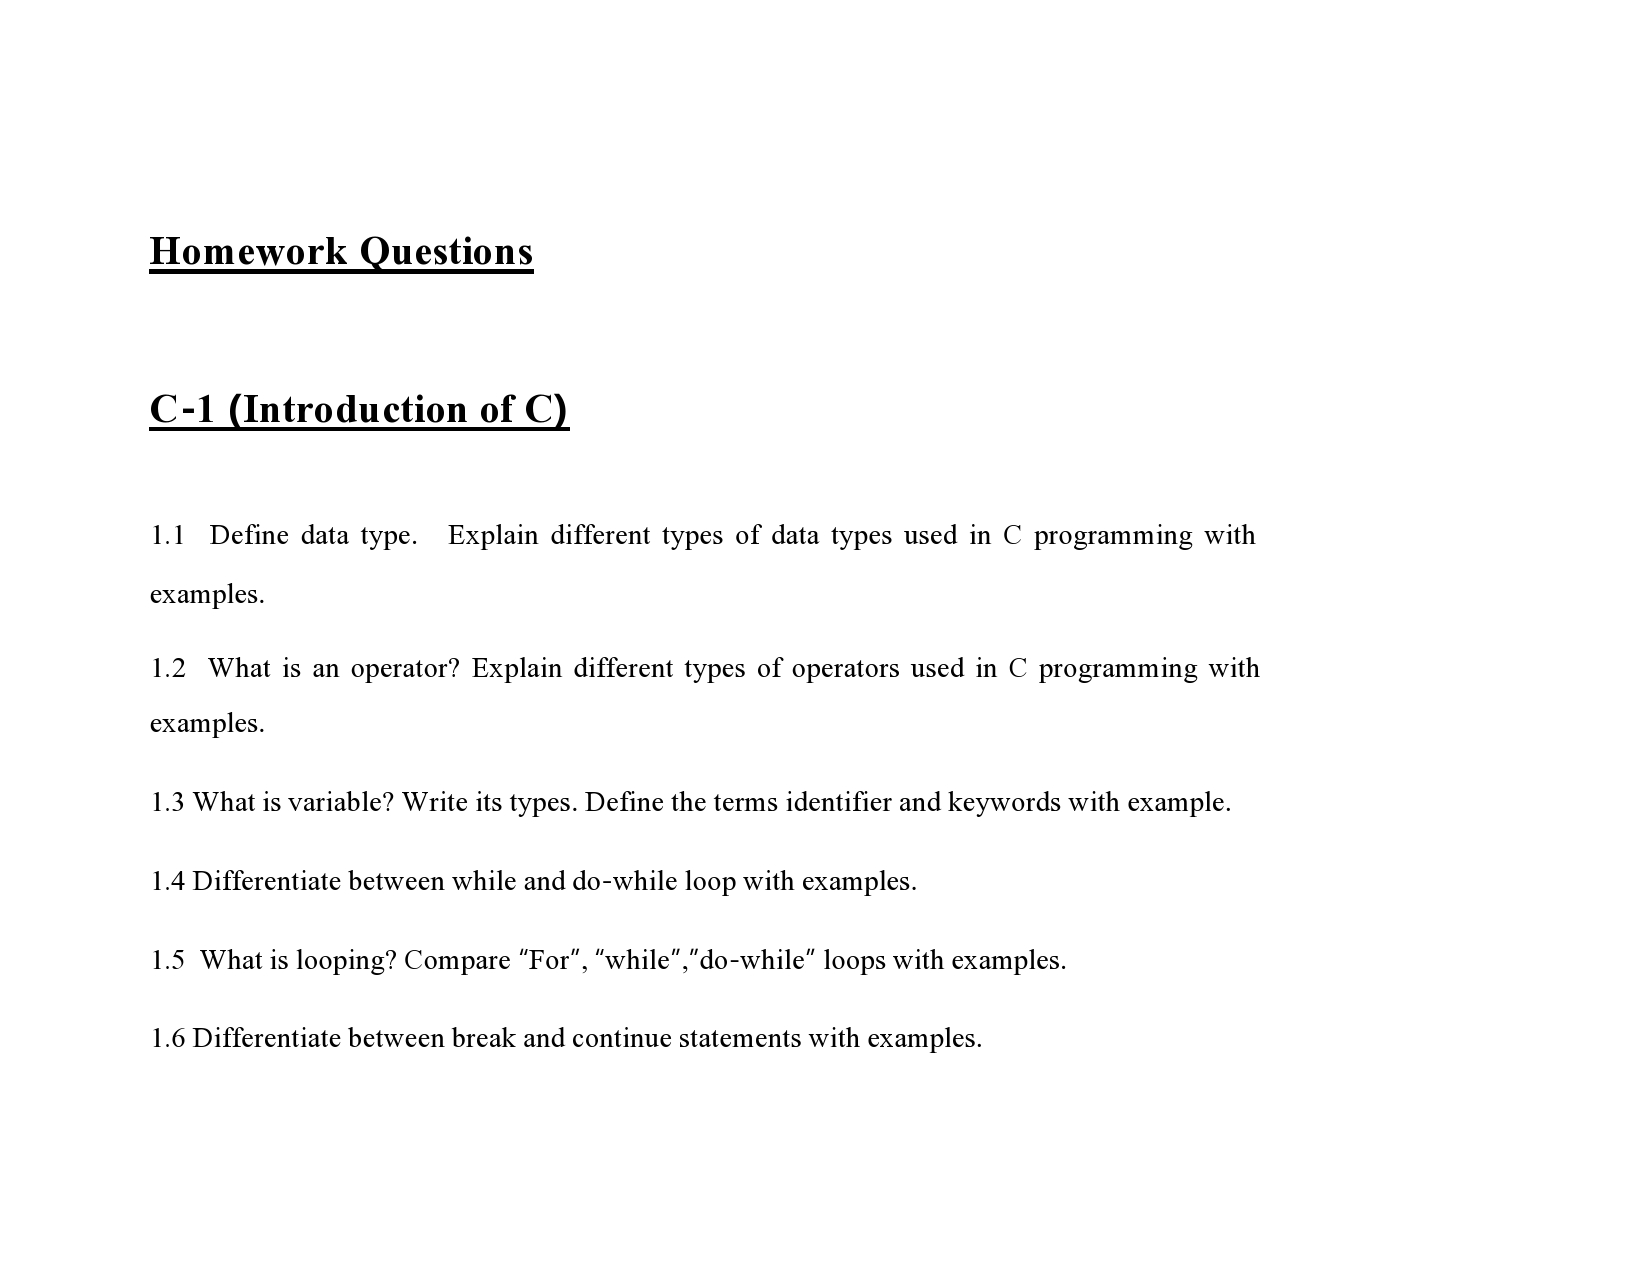 Homework Questions
C-1 (Introduction of C)
1.1 Define data type. Explain different types of data types used in C programming with
examples.
1.2 What is an operator? Explain different types of operators used in C programming with
examples.
1.3 What is variable? Write its types. Define the terms identifier and keywords with example.
1.4 Differentiate between while and do-while loop with examples.
1.5 What is looping? Compare “For”, “while”,”do-while” loops with examples.
1.6 Differentiate between break and continue statements with examples.